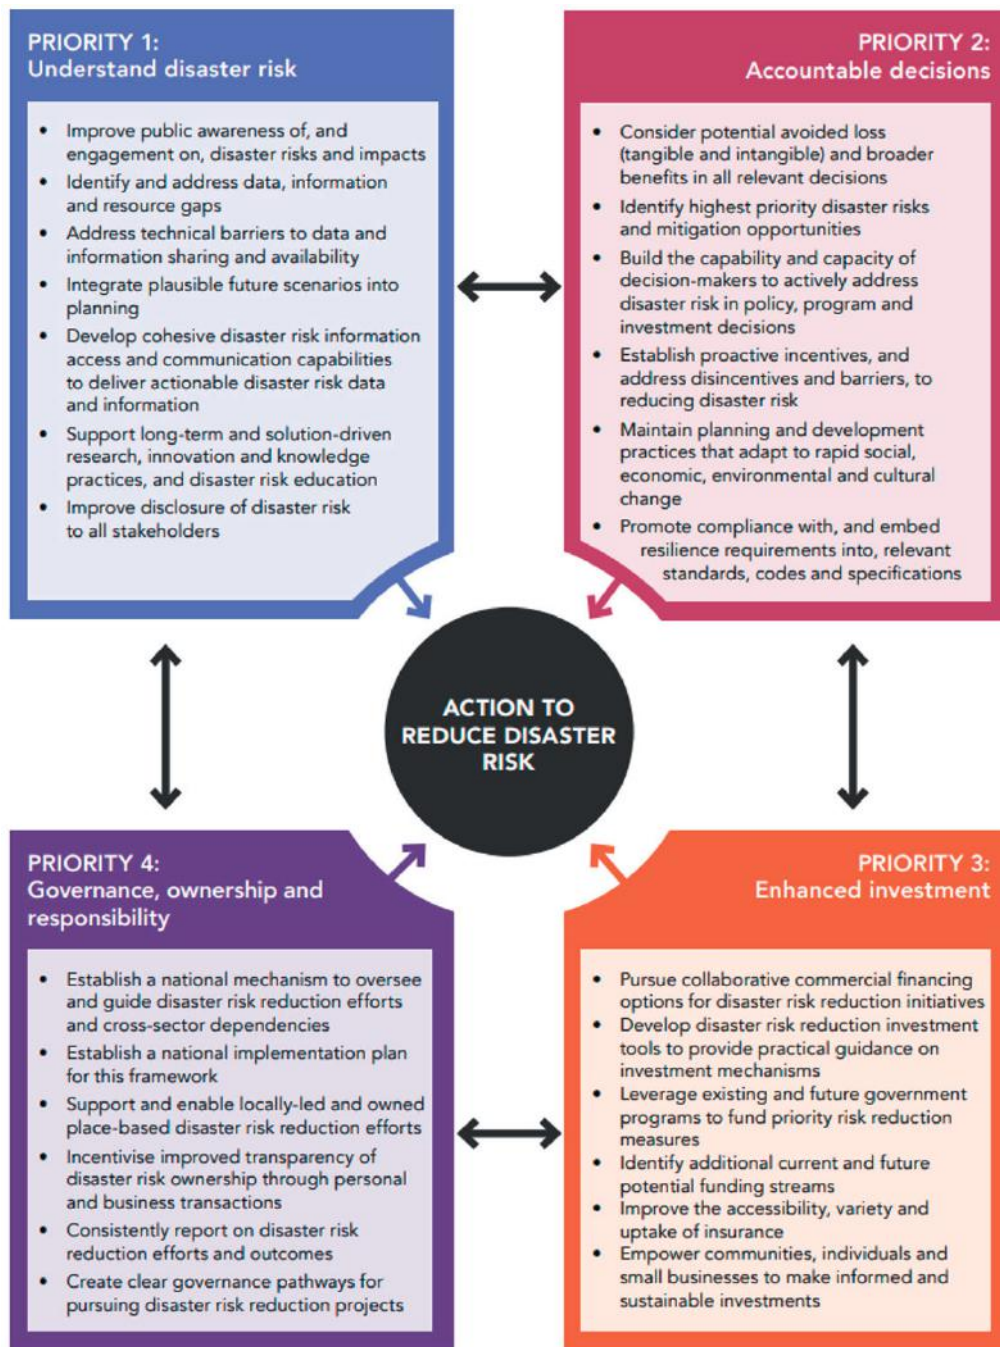 PRIORITY 1:
Understand disaster risk
• Improve public awareness of, and
engagement on, disaster risks and impacts
• Identify and address data, information
and resource gaps
• Address technical barriers to data and
information sharing and availability
• Integrate plausible future scenarios into
planning
• Develop cohesive disaster risk information
access and communication capabilities
to deliver actionable disaster risk data
and information
• Support long-term and solution-driven
research, innovation and knowledge
practices, and disaster risk education
• Improve disclosure of disaster risk
to all stakeholders
PRIORITY 2:
Accountable decisions
• Consider potential avoided loss
(tangible and intangible) and broader
benefits in all relevant decisions
• Identify highest priority disaster risks
and mitigation opportunities
• Build the capability and capacity of
decision-makers to actively address
disaster risk in policy, program and
investment decisions
• Establish proactive incentives, and
address disincentives and barriers, to
reducing disaster risk
• Maintain planning and development
practices that adapt to rapid social,
economic, environmental and cultural
change
• Promote compliance with, and embed
resilience requirements into, relevant
standards, codes and specifications
ACTION TO
REDUCE DISASTER
RISK
PRIORITY 4:
Governance, ownership and
responsibility
• Establish a national mechanism to oversee
and guide disaster risk reduction efforts
and cross-sector dependencies
• Establish a national implementation plan
for this framework
• Support and enable locally-led and owned
place-based disaster risk reduction efforts
• Incentivise improved transparency of
disaster risk ownership through personal
and business transactions
• Consistently report on disaster risk
reduction efforts and outcomes
• Create clear governance pathways for
pursuing disaster risk reduction projects
PRIORITY 3:
Enhanced investment
• Pursue collaborative commercial financing
options for disaster risk reduction initiatives
• Develop disaster risk reduction investment
tools to provide practical guidance on
investment mechanisms
• Leverage existing and future government
programs to fund priority risk reduction
measures
• Identify additional current and future
potential funding streams
• Improve the accessibility, variety and
uptake of insurance
• Empower communities, individuals and
small businesses to make informed and
sustainable investments